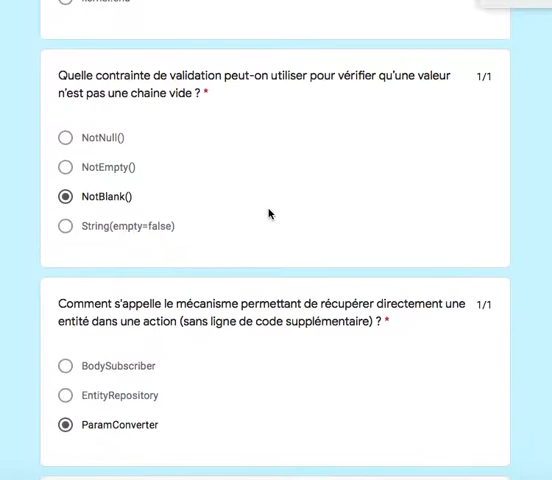 Quelle contrainte de validation peut-on utiliser pour vérifier qu'une valeur
n'est pas une chaine vide ? *
1/1
NotNull()
NotEmpty()
NotBlank()
String(empty=false)
Comment s'appelle le mécanisme permettant de récupérer directement une
entité dans une action (sans ligne de code supplémentaire) ? *
1/1
BodySubscriber
EntityRepository
ParamConverter